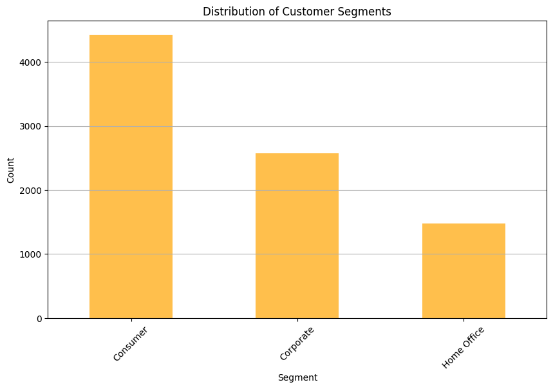 Distribution of Customer Segments
4000
3000
2000
1000
0
Count
Consumer
Corporate
Home Office
Segment